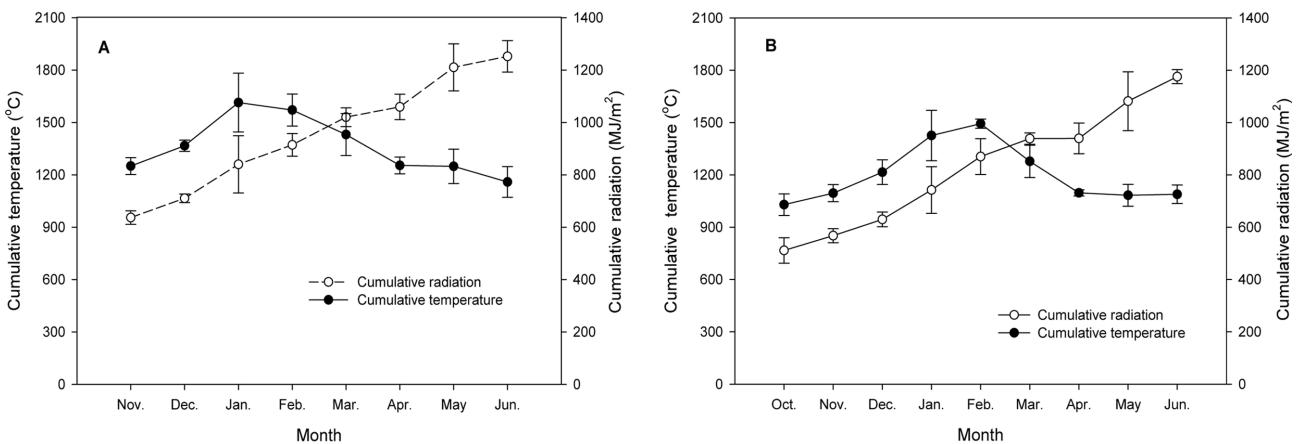 A
Cumulative temperature (°C)
2100
1800
1500
1200
900
600
300
0
1400
1200
1000
800
600
400
200
0
Cumulative radiation (MJ/m²)
Cumulative radiation
Cumulative temperature
Nov. Dec. Jan. Feb. Mar. Apr. May Jun.
Month
B
Cumulative temperature (°C)
2100
1800
1500
1200
900
600
300
0
1400
1200
1000
800
600
400
200
0
Cumulative radiation (MJ/m²)
Cumulative radiation
Cumulative temperature
Oct. Nov. Dec. Jan. Feb. Mar. Apr. May Jun.
Month